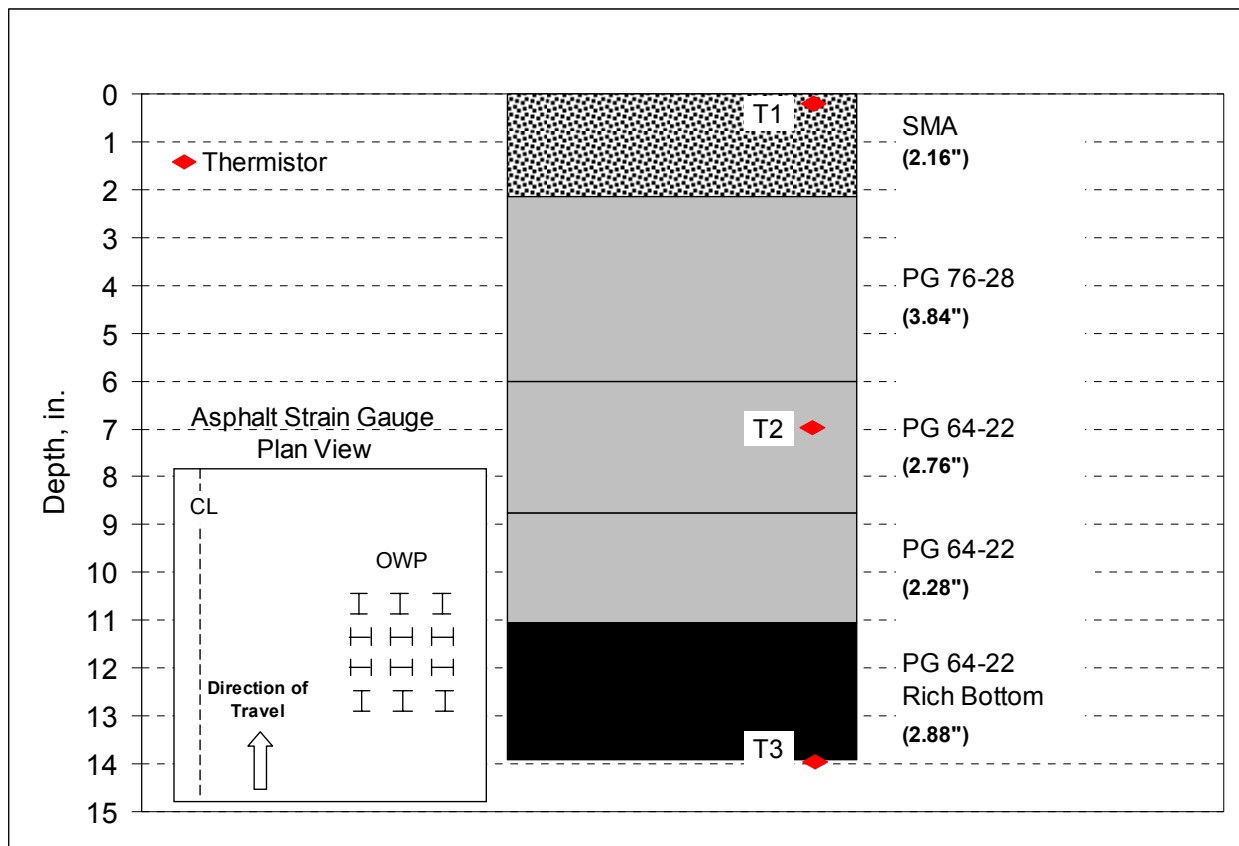 0
1
2
3
4
5
6
7
8
9
10
11
12
13
14
15
Depth, in.
Thermistor
T1
T2
T3
SMA
(2.16")
PG 76-28
(3.84")
PG 64-22
(2.76")
PG 64-22
(2.28")
PG 64-22
Rich Bottom
(2.88")
Asphalt Strain Gauge
Plan View
CL
OWP
Direction of
Travel